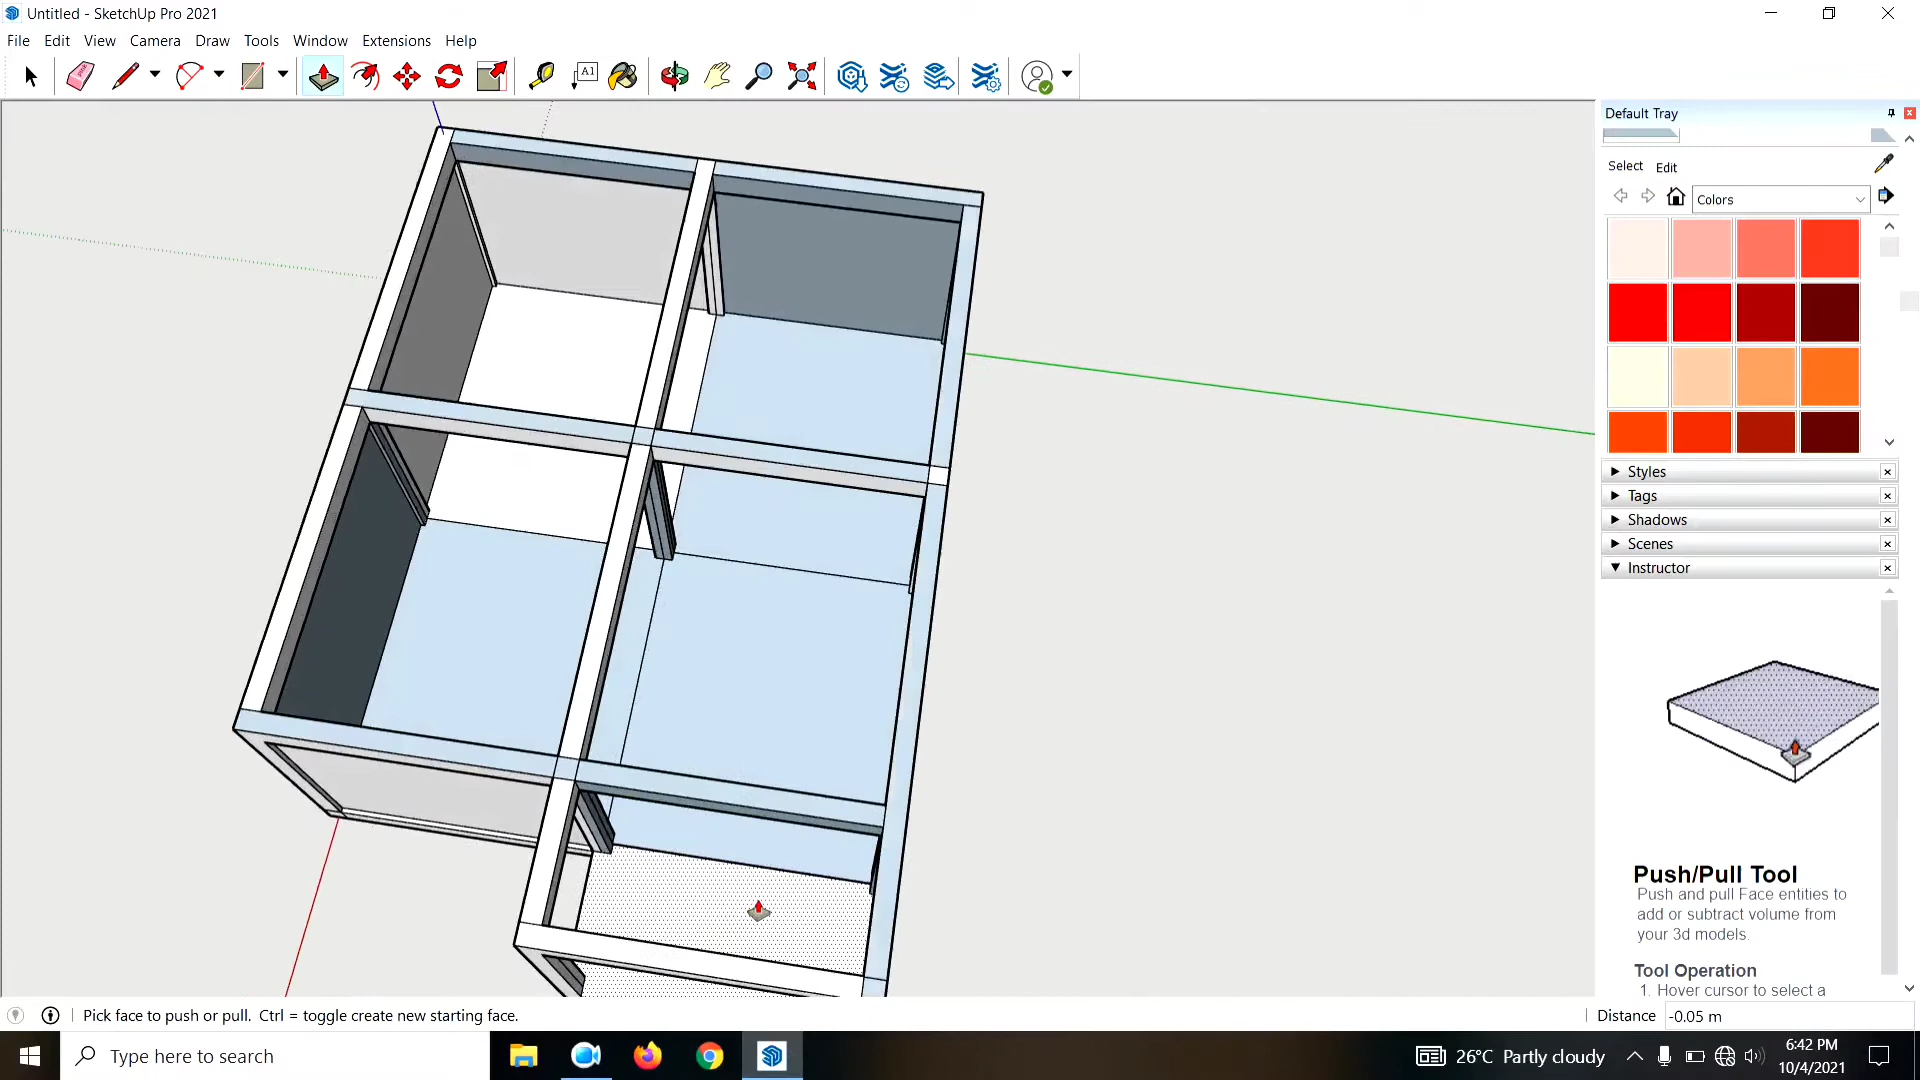 Untitled - SketchUp Pro 2021
File Edit View Camera Draw Tools Window Extensions Help
A1
Default Tray
Select Edit
Colors
Styles
Tags
Shadows
Scenes
Instructor
Push/Pull Tool
Push and pull Face entities to
add or subtract volume from
your 3d models.
Tool Operation
1. Hover cursor to select a
Pick face to push or pull. Ctrl = toggle create new starting face.
Distance -0.05 m
Type here to search
26°C Partly cloudy
6:42 PM
10/4/2021